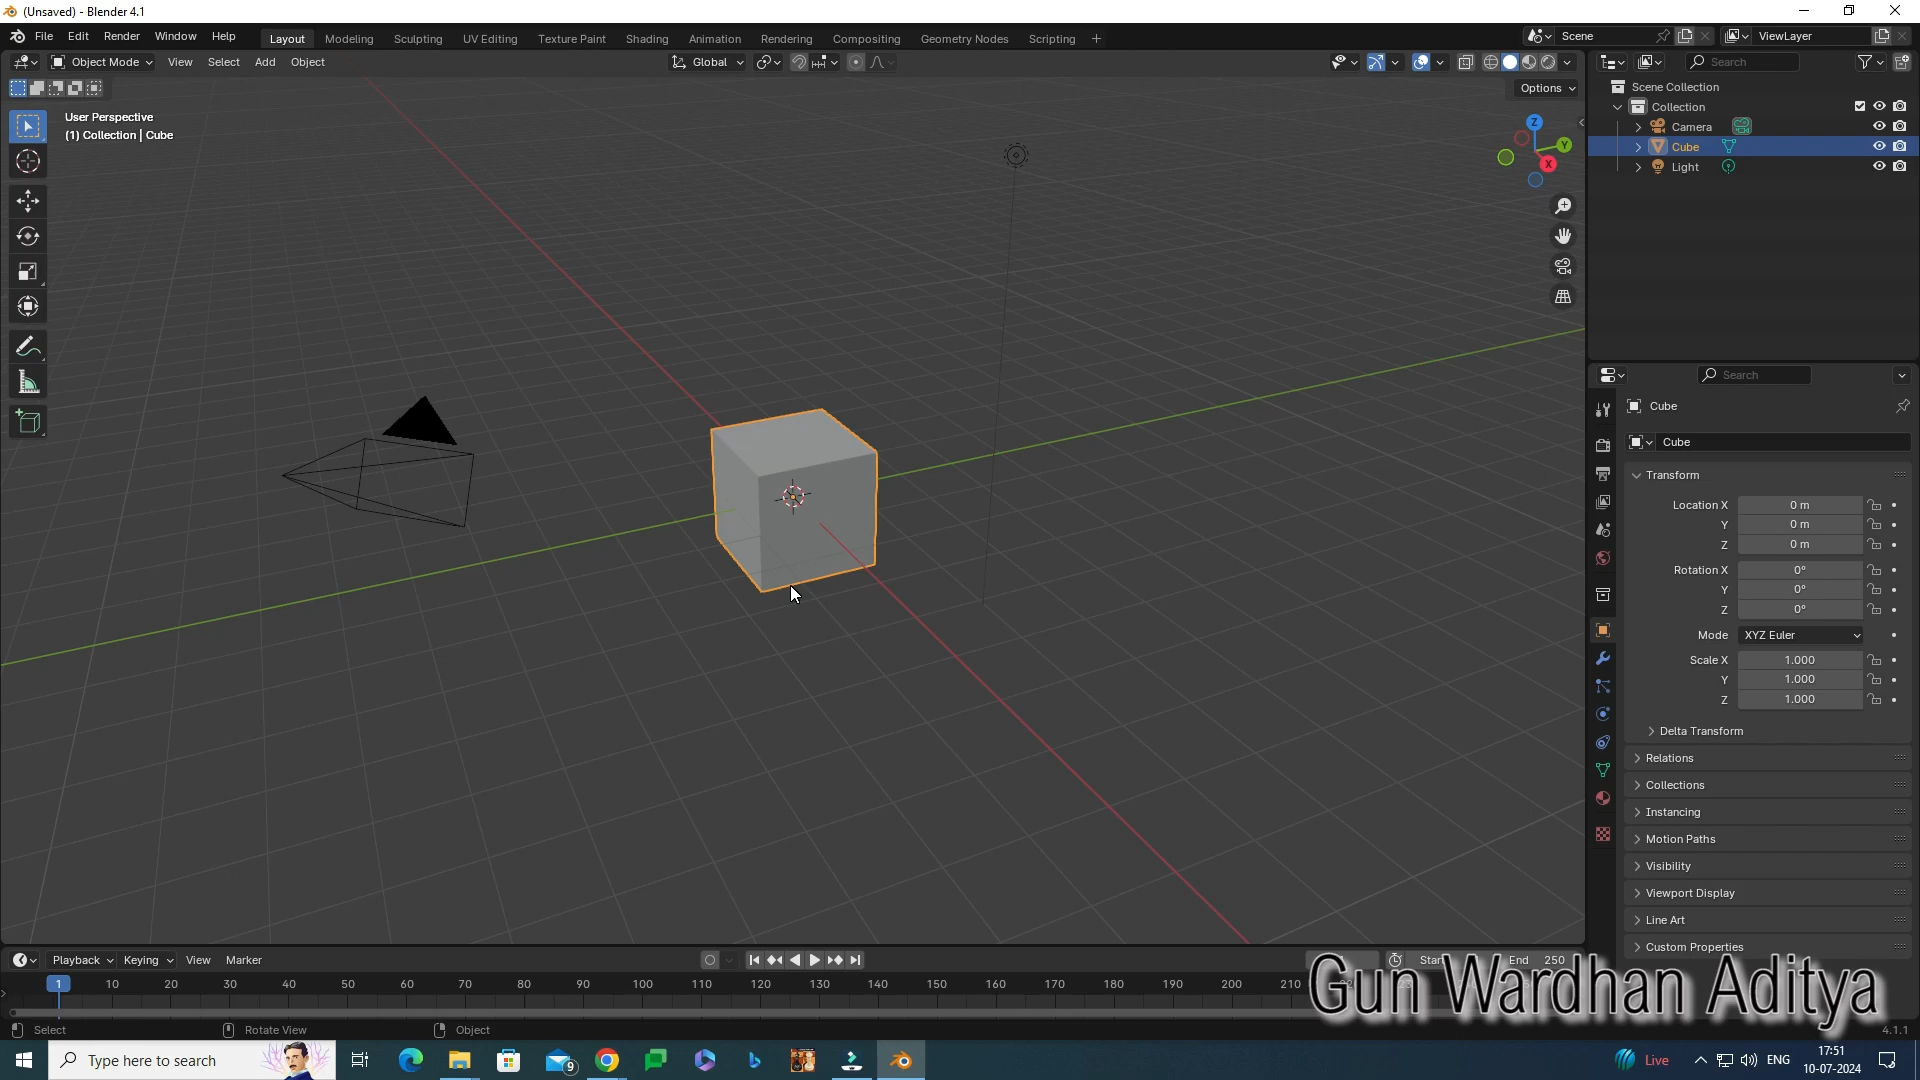 (Unsaved) - Blender 4.1
File Edit Render Window Help Layout Modeling Sculpting UV Editing Texture Paint Shading Animation Rendering Compositing Geometry Nodes Scripting + Scene ViewLayer
Object Mode View Select Add Object Global Search
Options
User Perspective
(1) Collection | Cube
Z
Y
X
Scene Collection
Collection
Camera
Cube
Light
Search
Cube
Cube
Transform
Location X 0 m
Y 0 m
Z 0 m
Rotation X 0°
Y 0°
Z 0°
Mode XYZ Euler
Scale X 1.000
Y 1.000
Z 1.000
Delta Transform
Relations
Collections
Instancing
Motion Paths
Visibility
Viewport Display
Line Art
Custom Properties
Playback Keying View Marker End 250
1 10 20 30 40 50 60 70 80 90 100 110 120 130 140 150 160 170 180 190 200 210
Gun Wardhan Aditya
Select Rotate View Object 4.1.1
Type here to search 9 Live ENG 17:51
10-07-2024